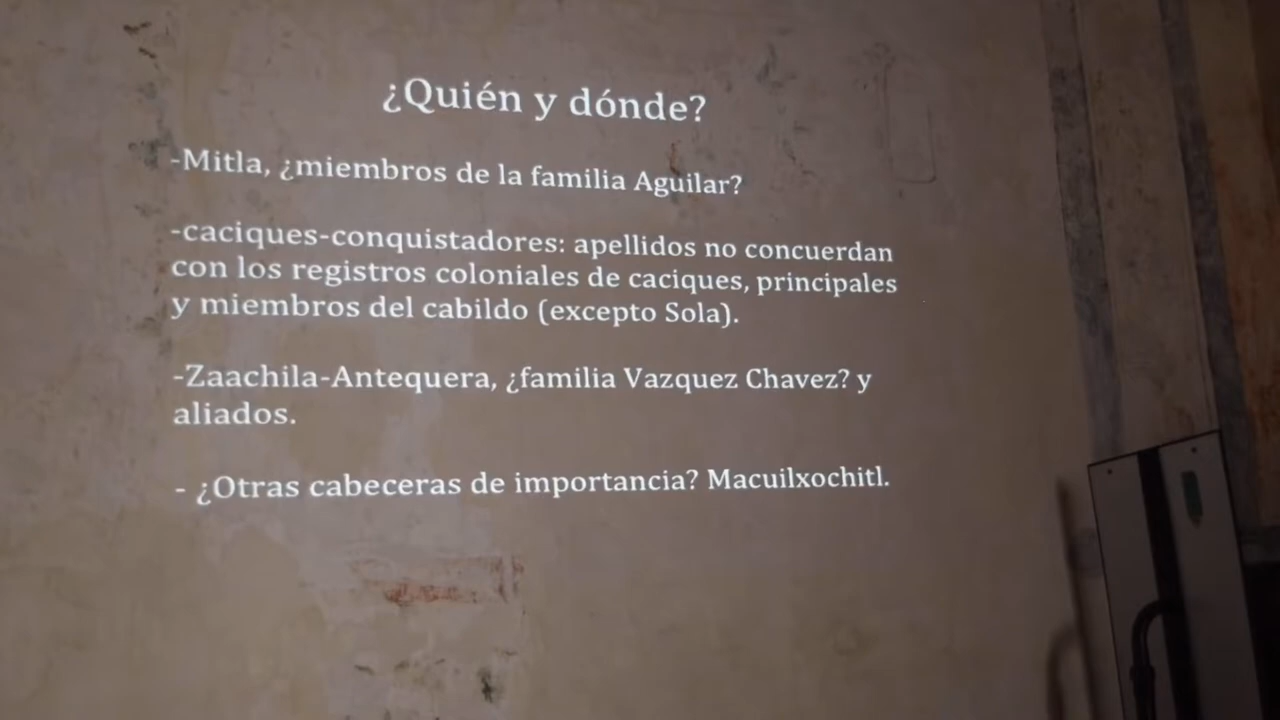 ¿Quién y dónde?
-Mitla, ¿miembros de la familia Aguilar?
-caciques-conquistadores: apellidos no concuerdan
con los registros coloniales de caciques, principales
y miembros del cabildo (excepto Sola).
-Zaachila-Antequera, ¿familia Vazquez Chavez? y
aliados.
- ¿Otras cabeceras de importancia? Macuilxochitl.